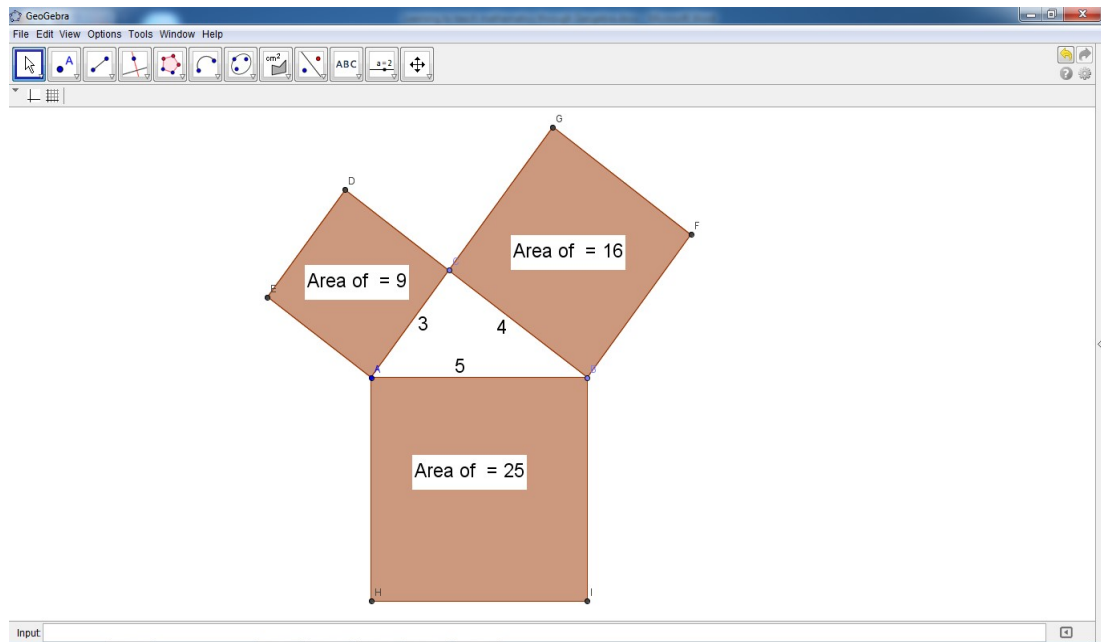 GeoGebra
File Edit View Options Tools Window Help
A
cm²
ABC
a=2
G
D
F
Area of = 16
C
Area of = 9
E
3
4
5
A
B
Area of = 25
H
I
Input